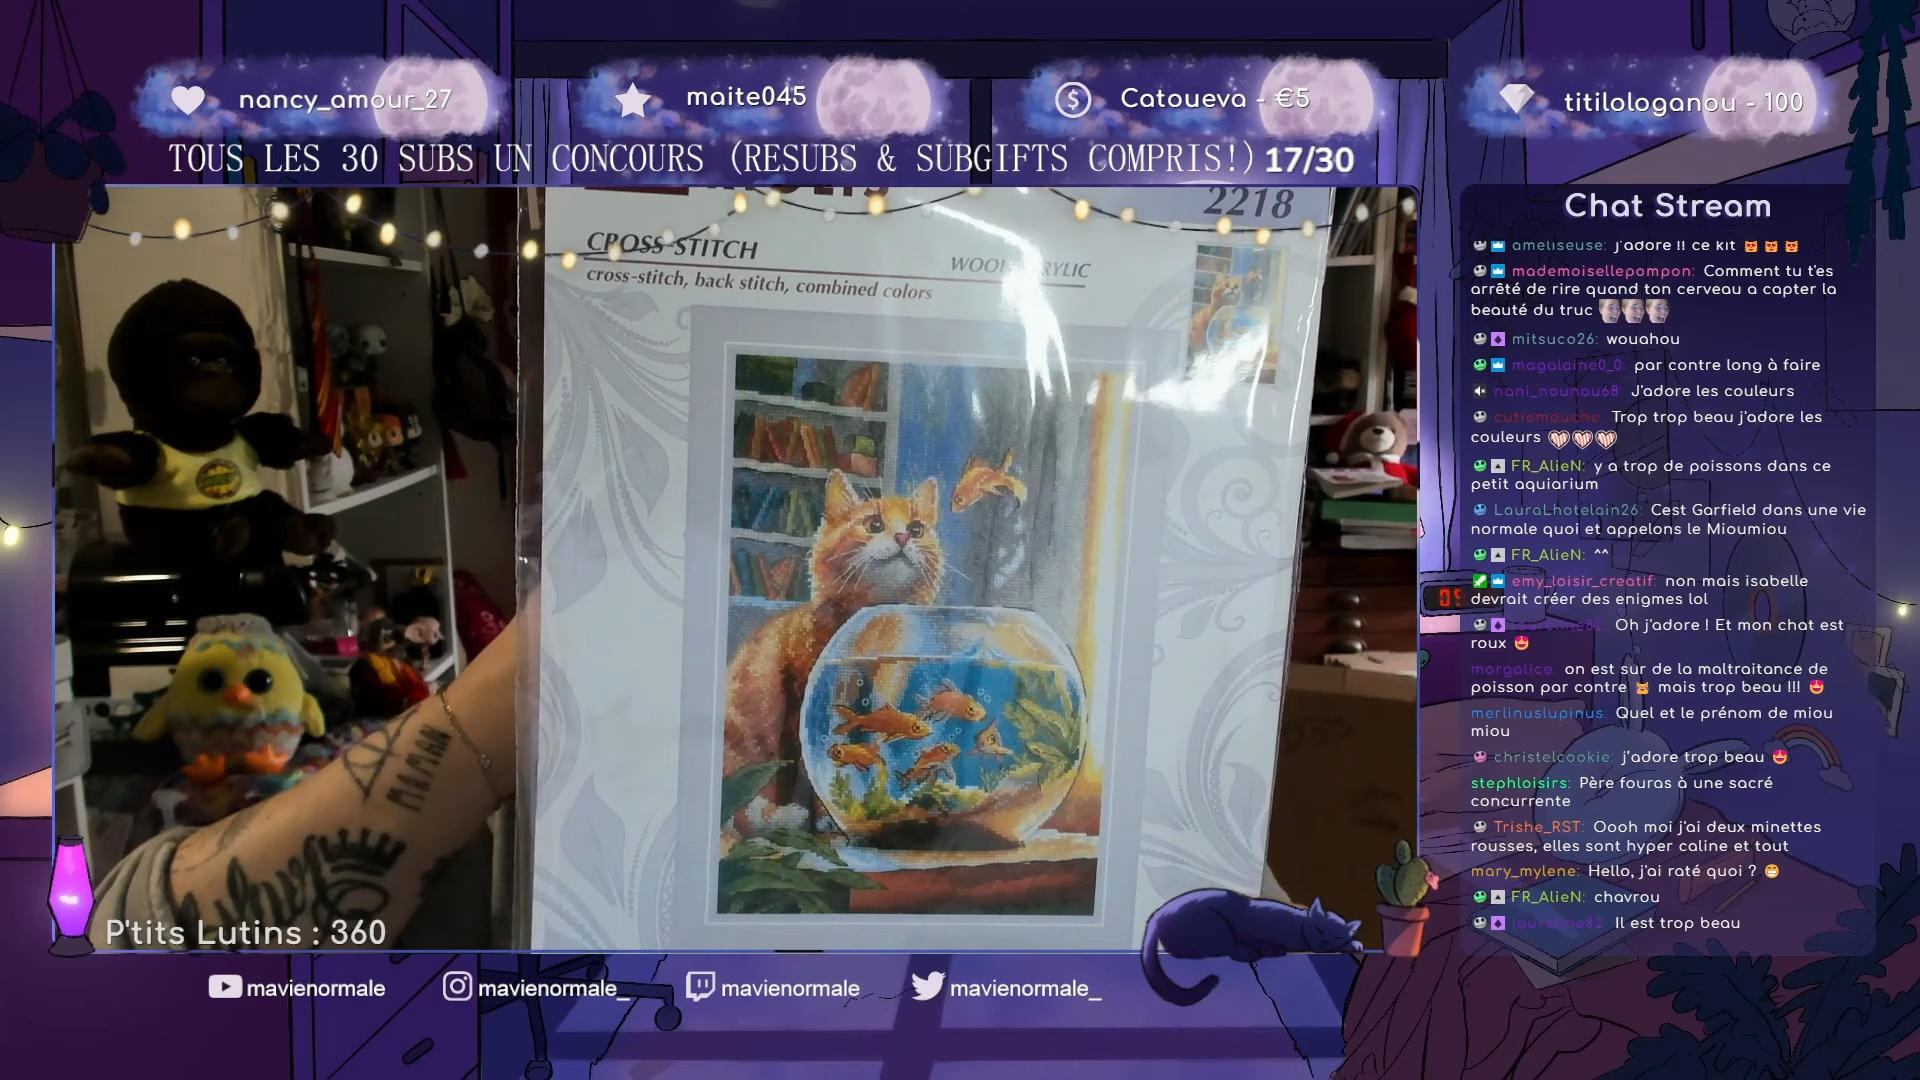 nancy_amour_27
maite045
Catoueva - €5
titilologanou - 100
TOUS LES 30 SUBS UN CONCOURS (RESUBS & SUBGIFTS COMPRIS!) 17/30
2218
CROSS-STITCH
cross-stitch, back stitch, combined colors
MAMAN
P'tits Lutins : 360
mavienormale
mavienormale_
mavienormale
mavienormale_
Chat Stream
ameliseuse: j'adore !! ce kit
mademoisellepompon: Comment tu t'es
arrêté de rire quand ton cerveau a capter la
beauté du truc
mitsuco26: wouahou
magalaine0_0: par contre long à faire
nani_nounou68: J'adore les couleurs
cutiemouche: Trop trop beau j'adore les
couleurs
FR_AlieN: y a trop de poissons dans ce
petit aquiarium
LauraLhotelain26: Cest Garfield dans une vie
normale quoi et appelons le Mioumiou
FR_AlieN: ^^
emy_loisir_creatif: non mais isabelle
devrait créer des enigmes lol
Oh j'adore ! Et mon chat est
roux
margalice: on est sur de la maltraitance de
poisson par contre mais trop beau !!!
merlinuslupinus: Quel et le prénom de miou
miou
christelcookie: j'adore trop beau
stephloisirs: Père fouras à une sacré
concurrente
Trishe_RST: Oooh moi j'ai deux minettes
rousses, elles sont hyper caline et tout
mary_mylene: Hello, j'ai raté quoi ?
FR_AlieN: chavrou
laureline82: Il est trop beau